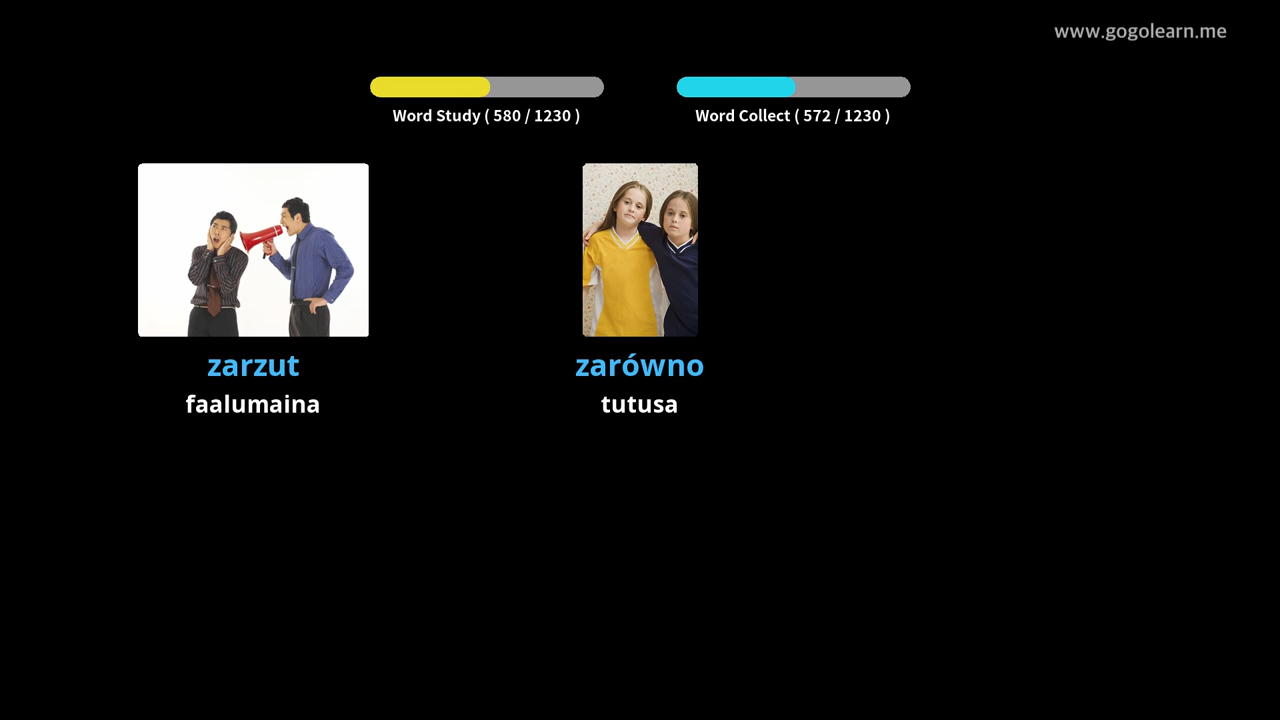 www.gogolearn.me
Word Study ( 580 / 1230 )
Word Collect ( 572 / 1230 )
zarzut
faalumaina
zarówno
tutusa